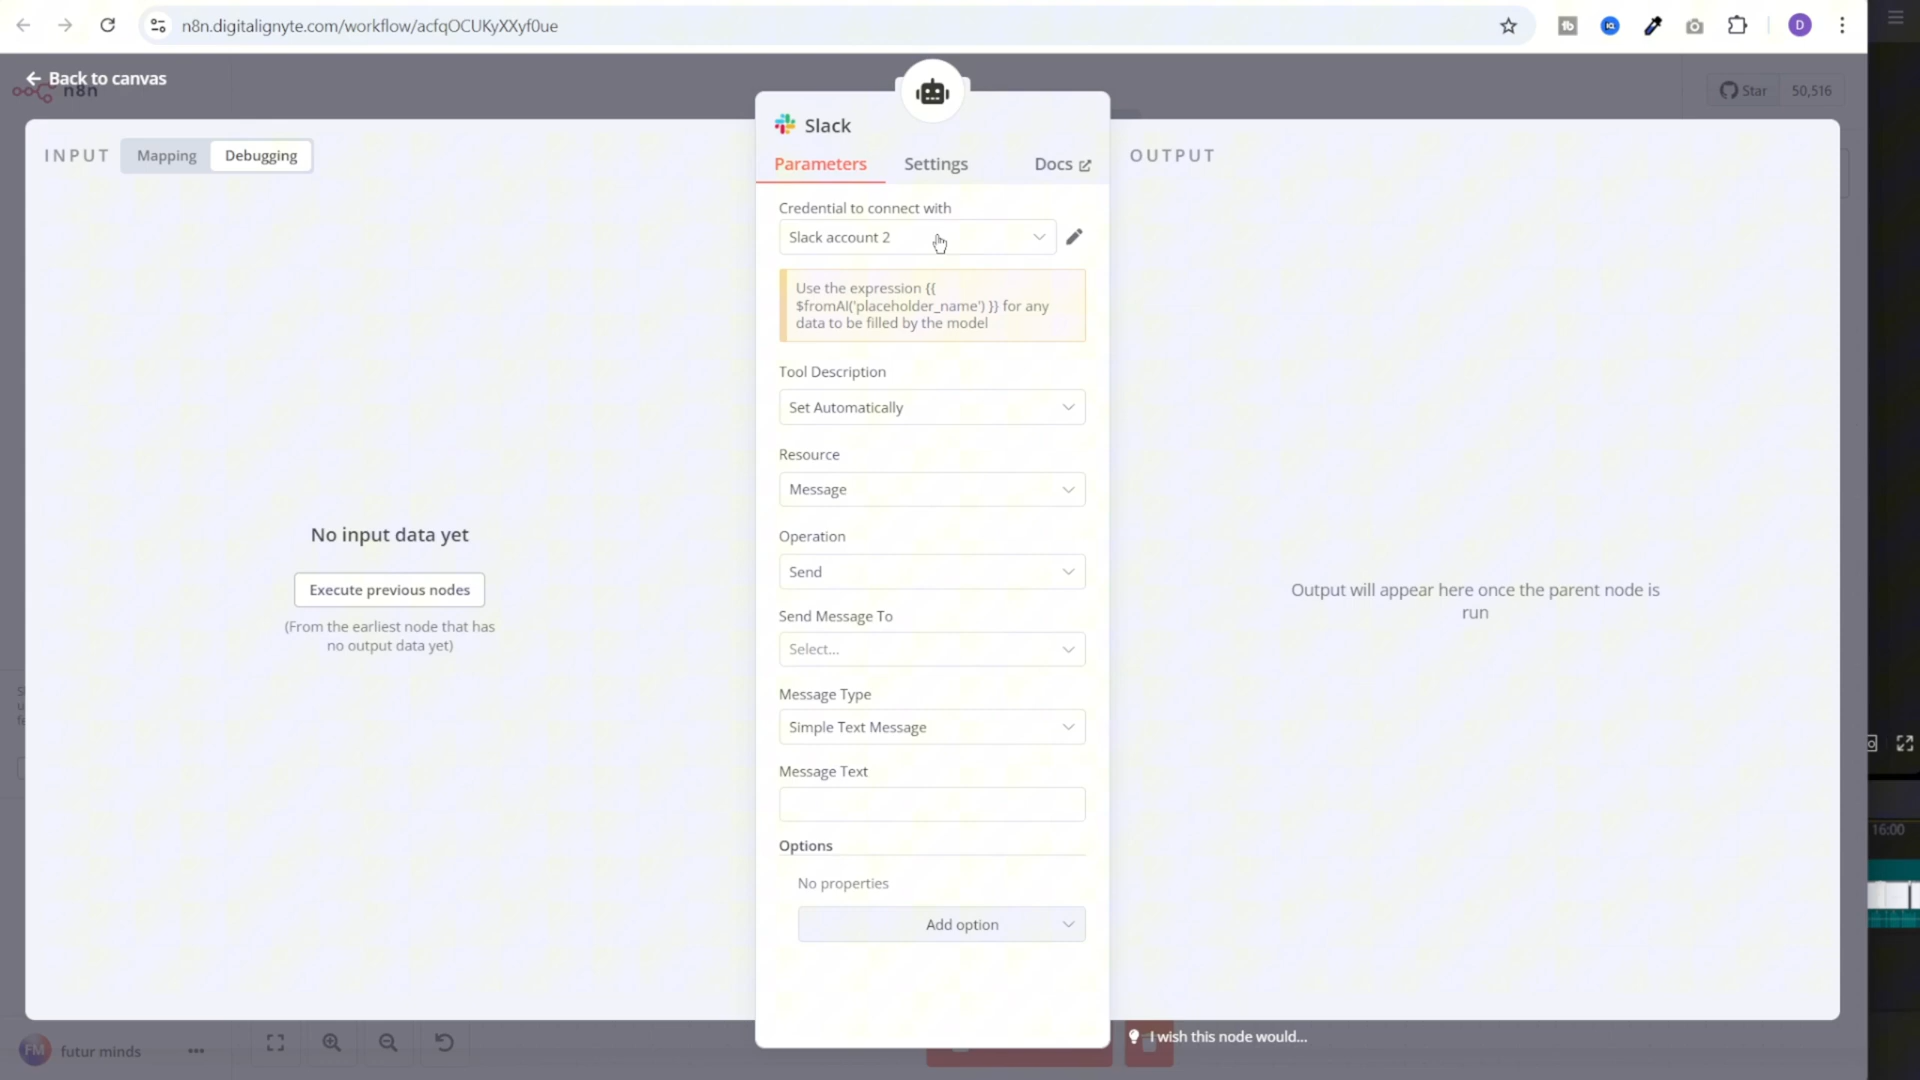 n8n.digitalignyte.com/workflow/acfqOCUKyXXyf0ue
D
Back to canvas
n8n
Star 50,516
INPUT
Mapping
Debugging
Slack
Parameters
Settings
Docs
OUTPUT
Credential to connect with
Slack account 2
Use the expression {{
$fromAI('placeholder_name') }} for any
data to be filled by the model
Tool Description
Set Automatically
Resource
Message
Operation
Send
Send Message To
Select...
Message Type
Simple Text Message
Message Text
Options
No properties
Add option
No input data yet
Execute previous nodes
(From the earliest node that has
no output data yet)
Output will appear here once the parent node is
run
16:00
I wish this node would...
FM
futur minds